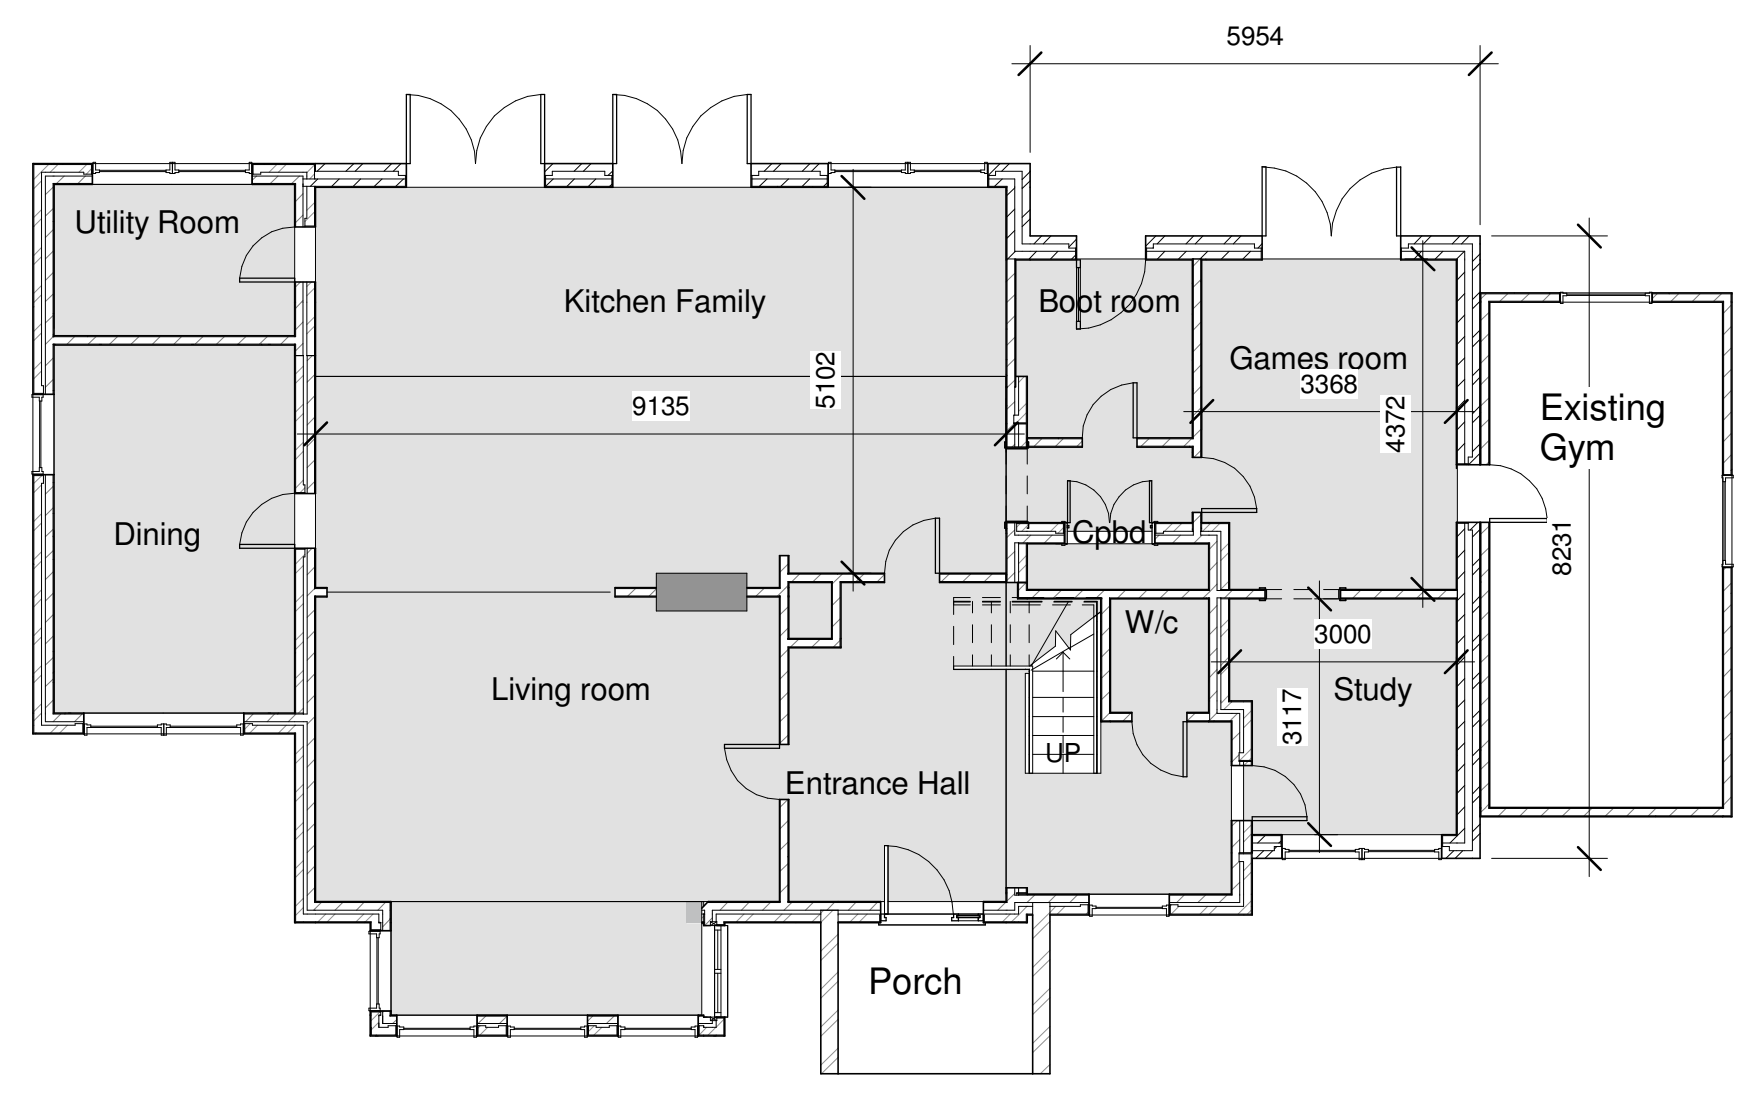 5954
Utility Room
Kitchen Family
Boot room
Games room
3368
5102
9135
4372
Existing
Gym
Dining
Cpbd
8231
W/c
3000
Living room
Study
3117
UP
Entrance Hall
Porch